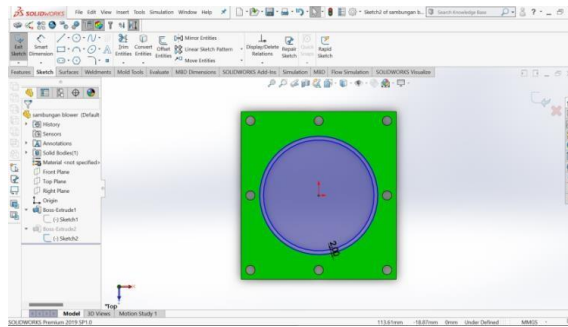 SOLIDWORKS File Edit View Insert Tools Simulation Window Help Sketch2 of sambungan b... Search Knowledge Base
Exit Sketch Smart Dimension Trim Entities Convert Entities Offset Entities Mirror Entities Linear Sketch Pattern Move Entities Display/Delete Relations Repair Sketch Rapid Sketch
Features Sketch Surfaces Weldments Mold Tools Evaluate MBD Dimensions SOLIDWORKS Add-Ins Simulation MBD Flow Simulation SOLIDWORKS Visualize
sambungan blower (Default
History
Sensors
Annotations
Solid Bodies(1)
Material <not specified>
Front Plane
Top Plane
Right Plane
Origin
Boss-Extrude1
(-) Sketch1
Boss-Extrude2
(-) Sketch2
*Top
Model 3D Views Motion Study 1
SOLIDWORKS Premium 2019 SP1.0 113.61mm -18.87mm 0mm Under Defined MMGS